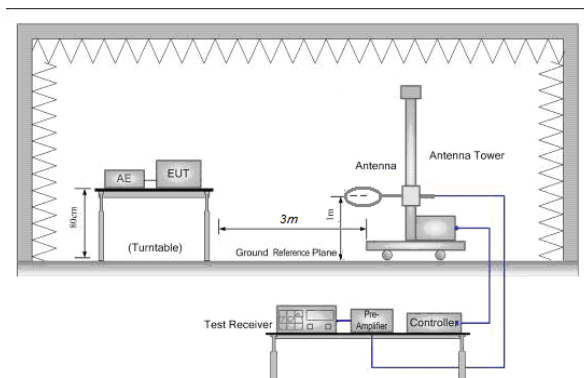 Antenna
Antenna Tower
AE
EUT
80cm
(Turntable)
3m
1m
Ground Reference Plane
Test Receiver
Pre-
Amplifier
Controller